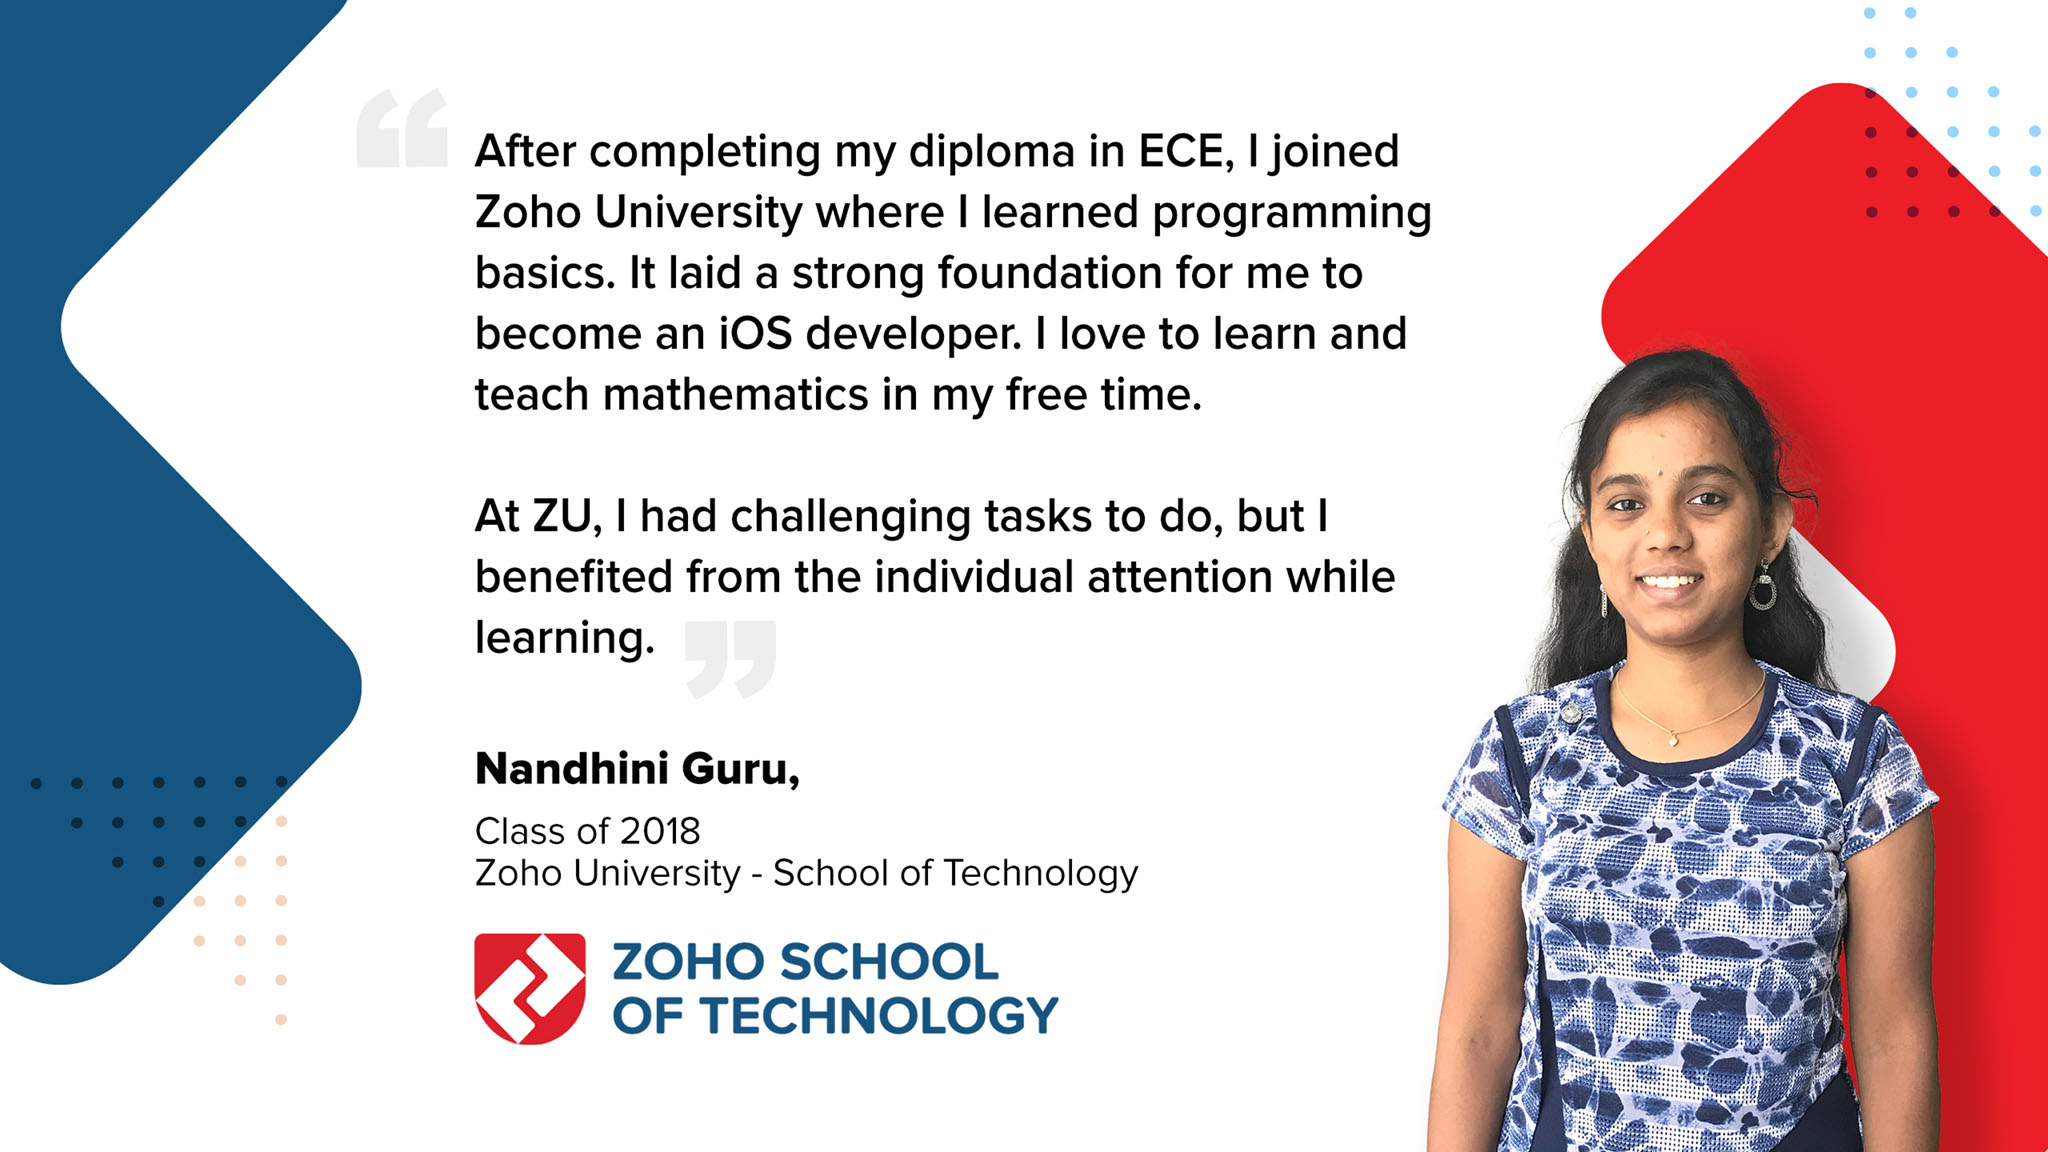 “
After completing my diploma in ECE, I joined
Zoho University where I learned programming
basics. It laid a strong foundation for me to
become an iOS developer. I love to learn and
teach mathematics in my free time.
At ZU, I had challenging tasks to do, but I
benefited from the individual attention while
learning. ”
Nandhini Guru,
Class of 2018
Zoho University - School of Technology
ZOHO SCHOOL
OF TECHNOLOGY